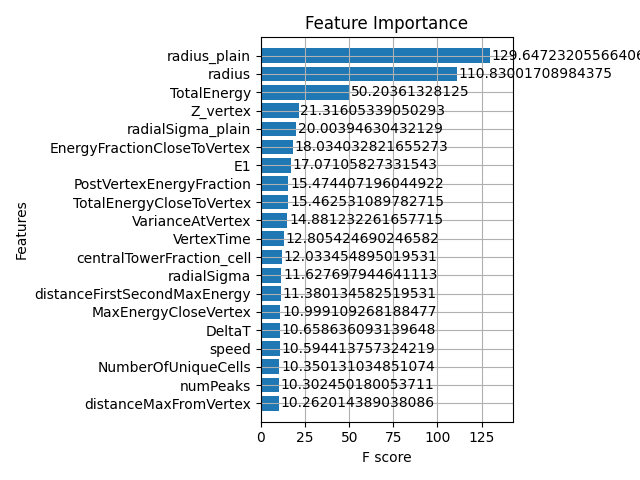 Feature Importance
Features
radius_plain 129.64723205566406
radius 110.83001708984375
TotalEnergy 50.20361328125
Z_vertex 21.31605339050293
radialSigma_plain 20.00394630432129
EnergyFractionCloseToVertex 18.034032821655273
E1 17.07105827331543
PostVertexEnergyFraction 15.474407196044922
TotalEnergyCloseToVertex 15.462531089782715
VarianceAtVertex 14.881232261657715
VertexTime 12.805424690246582
centralTowerFraction_cell 12.033454895019531
radialSigma 11.627697944641113
distanceFirstSecondMaxEnergy 11.380134582519531
MaxEnergyCloseVertex 10.999109268188477
DeltaT 10.658636093139648
speed 10.594413757324219
NumberOfUniqueCells 10.350131034851074
numPeaks 10.302450180053711
distanceMaxFromVertex 10.262014389038086
0 25 50 75 100 125
F score